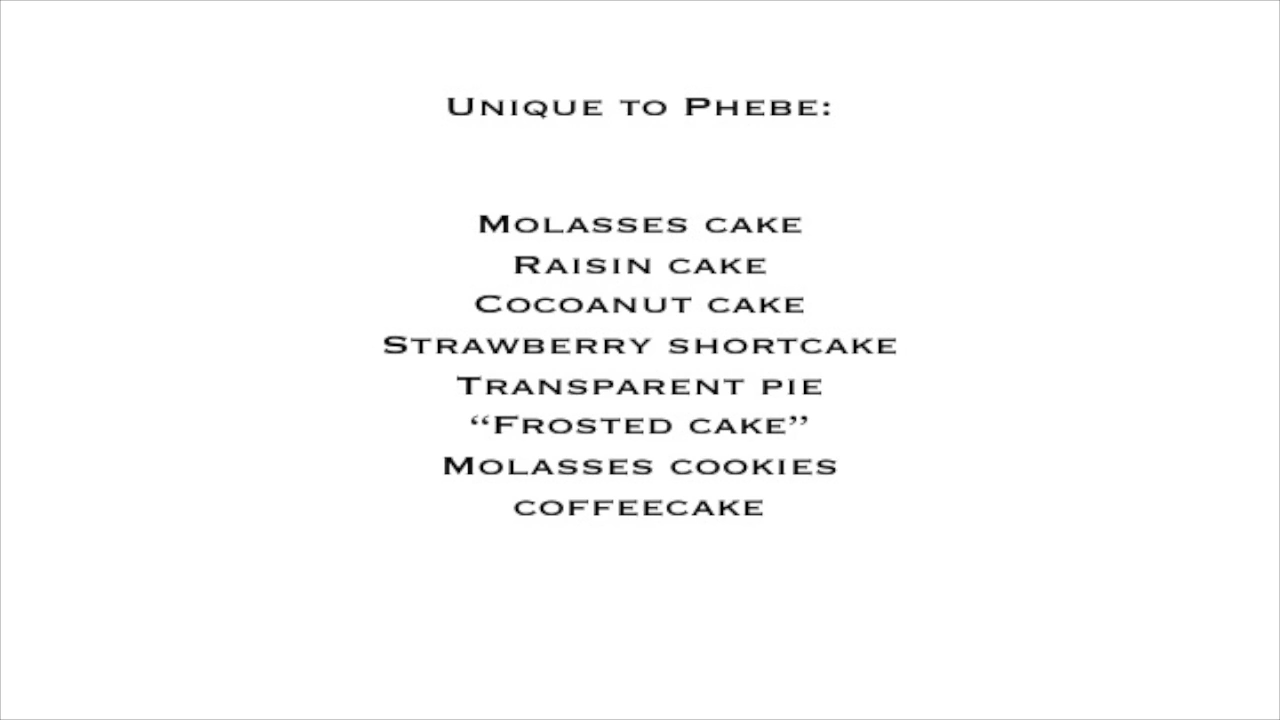 Unique to Phebe:
Molasses cake
Raisin cake
Cocoanut cake
Strawberry shortcake
Transparent pie
“Frosted cake”
Molasses cookies
coffeecake